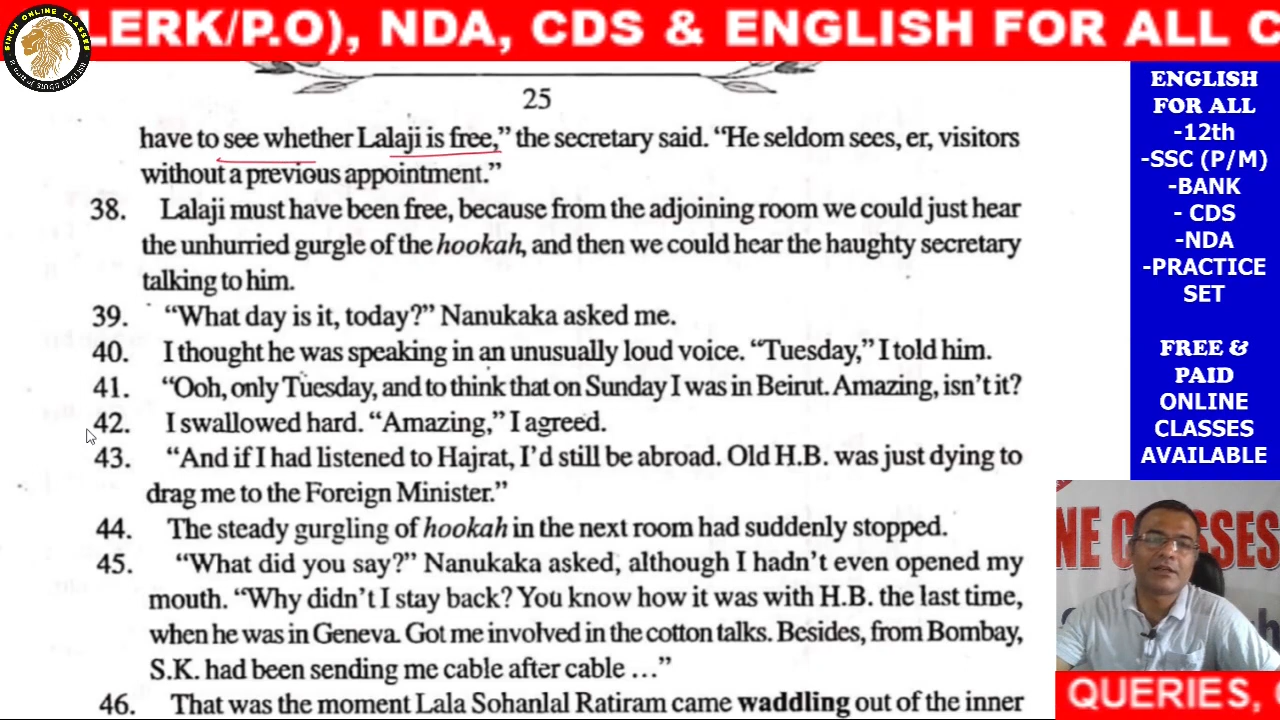 LERK/P.O), NDA, CDS & ENGLISH FOR ALL C
SINGH ONLINE CLASSES
25
have to see whether Lalaji is free,” the secretary said. “He seldom sees, er, visitors
without a previous appointment.”
38. Lalaji must have been free, because from the adjoining room we could just hear
the unhurried gurgle of the hookah, and then we could hear the haughty secretary
talking to him.
39. “What day is it, today?” Nanukaka asked me.
40. I thought he was speaking in an unusually loud voice. “Tuesday,” I told him.
41. “Ooh, only Tuesday, and to think that on Sunday I was in Beirut. Amazing, isn’t it?
42. I swallowed hard. “Amazing,” I agreed.
43. “And if I had listened to Hajrat, I’d still be abroad. Old H.B. was just dying to
drag me to the Foreign Minister.”
44. The steady gurgling of hookah in the next room had suddenly stopped.
45. “What did you say?” Nanukaka asked, although I hadn’t even opened my
mouth. “Why didn’t I stay back? You know how it was with H.B. the last time,
when he was in Geneva. Got me involved in the cotton talks. Besides, from Bombay,
S.K. had been sending me cable after cable ...”
46. That was the moment Lala Sohanlal Ratiram came waddling out of the inner
ENGLISH
FOR ALL
-12th
-SSC (P/M)
-BANK
- CDS
-NDA
-PRACTICE
SET
FREE &
PAID
ONLINE
CLASSES
AVAILABLE
NE CLASSES
QUERIES,